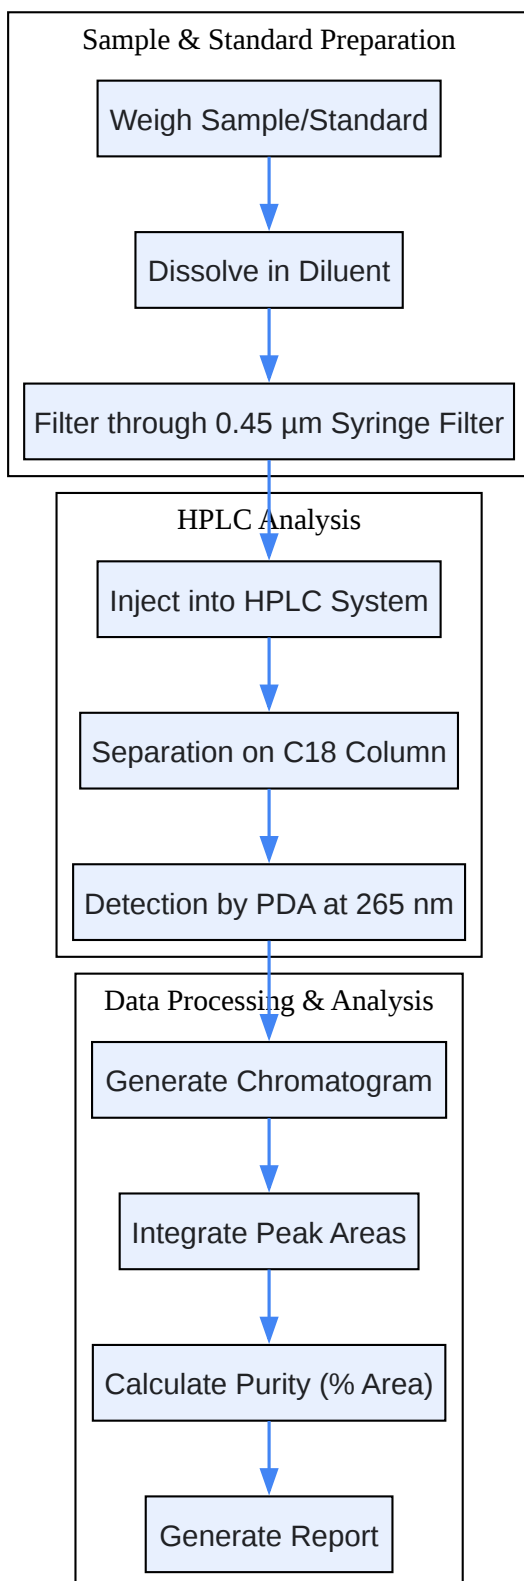 Sample & Standard Preparation
Weigh Sample/Standard
Dissolve in Diluent
Filter through 0.45 µm Syringe Filter
HPLC Analysis
Inject into HPLC System
Separation on C18 Column
Detection by PDA at 265 nm
Data Processing & Analysis
Generate Chromatogram
Integrate Peak Areas
Calculate Purity (% Area)
Generate Report